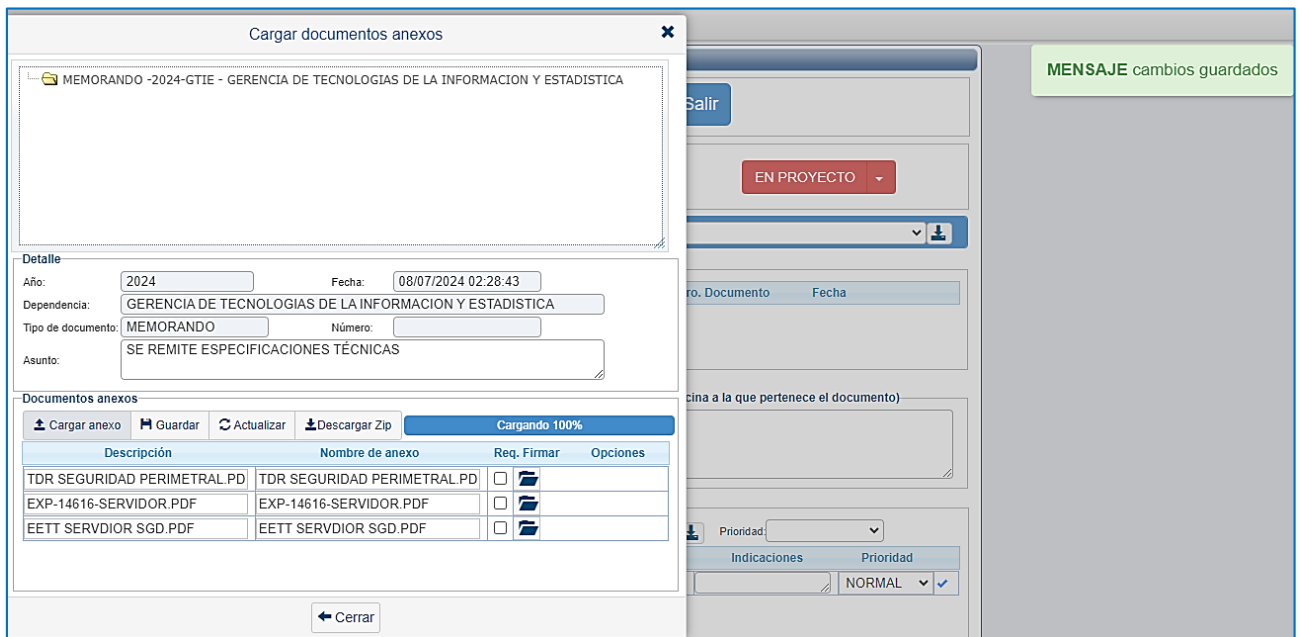 Cargar documentos anexos
MENSAJE cambios guardados
MEMORANDO -2024-GTIE - GERENCIA DE TECNOLOGIAS DE LA INFORMACION Y ESTADISTICA
Salir
EN PROYECTO
Detalle
Año: 2024 Fecha: 08/07/2024 02:28:43
Dependencia: GERENCIA DE TECNOLOGIAS DE LA INFORMACION Y ESTADISTICA
ro. Documento Fecha
Tipo de documento: MEMORANDO Número:
Asunto: SE REMITE ESPECIFICACIONES TÉCNICAS
Documentos anexos
cina a la que pertenece el documento)
Cargar anexo Guardar Actualizar Descargar Zip Cargando 100%
Descripción Nombre de anexo Req. Firmar Opciones
TDR SEGURIDAD PERIMETRAL.PD TDR SEGURIDAD PERIMETRAL.PD
EXP-14616-SERVIDOR.PDF EXP-14616-SERVIDOR.PDF
EETT SERVDIOR SGD.PDF EETT SERVDIOR SGD.PDF
Prioridad:
Indicaciones Prioridad
NORMAL
Cerrar